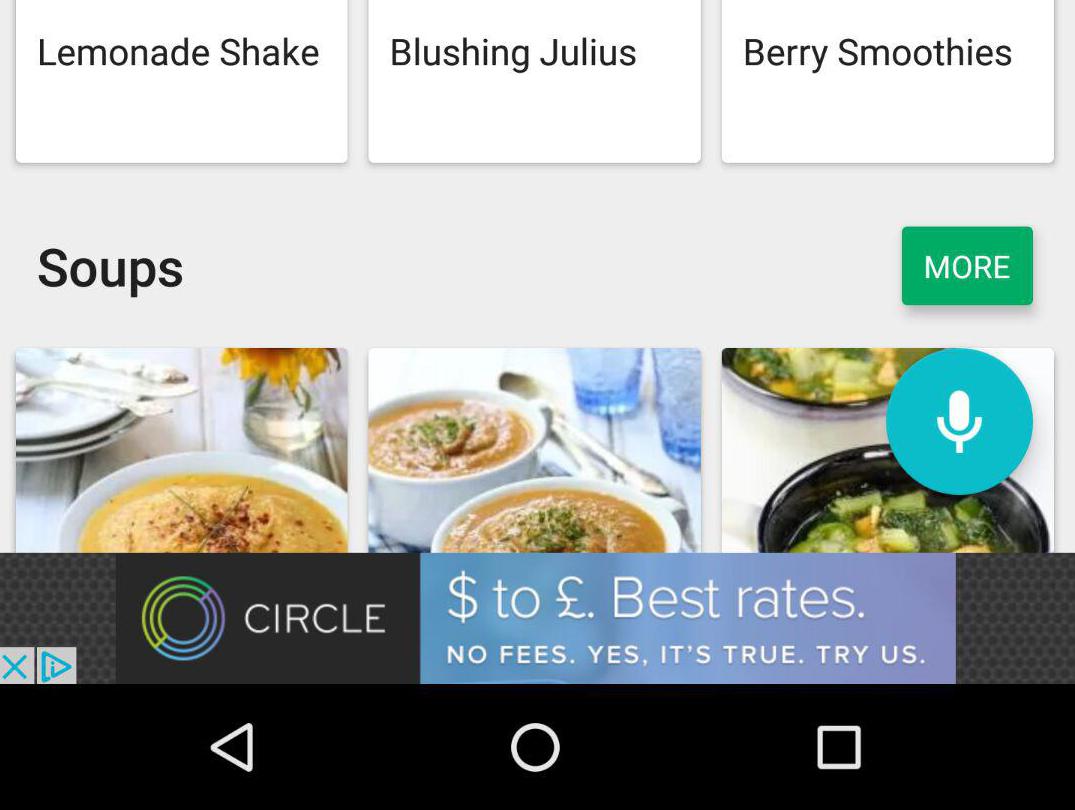 Lemonade Shake
Blushing Julius
Berry Smoothies
Soups
MORE
CIRCLE
$ to £. Best rates.
NO FEES. YES, IT'S TRUE. TRY US.